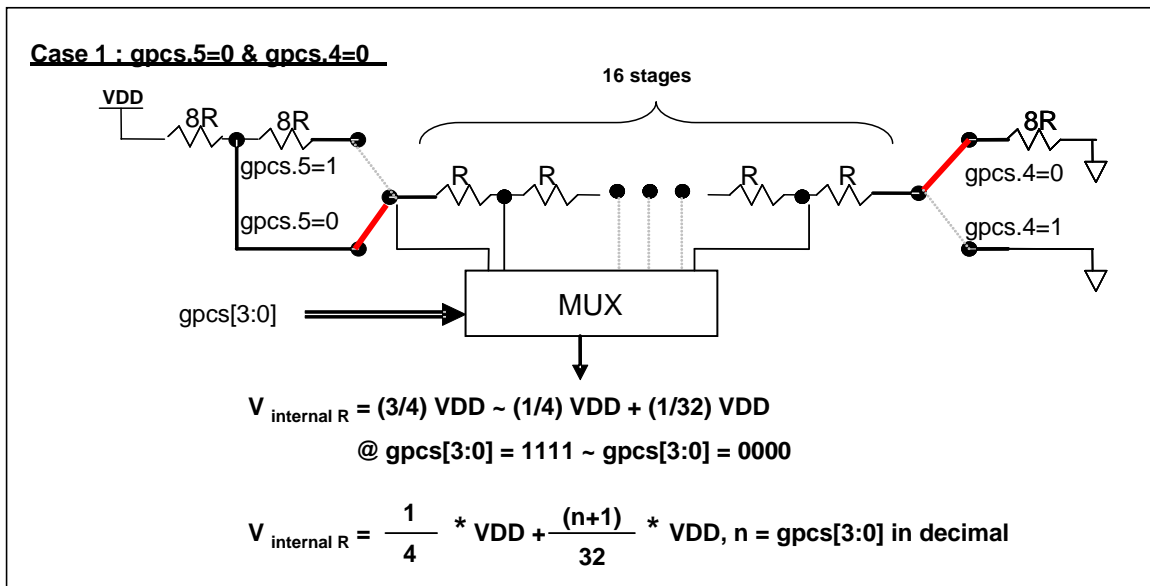 Case 1 : gpcs.5=0 & gpcs.4=0
16 stages
VDD
8R 8R 8R
gpcs.5=1
R R R R
gpcs.4=0
gpcs.5=0
gpcs.4=1
MUX
gpcs[3:0]
V internal R = (3/4) VDD ~ (1/4) VDD + (1/32) VDD
@ gpcs[3:0] = 1111 ~ gpcs[3:0] = 0000
V internal R = 1/4 * VDD + (n+1)/32 * VDD, n = gpcs[3:0] in decimal